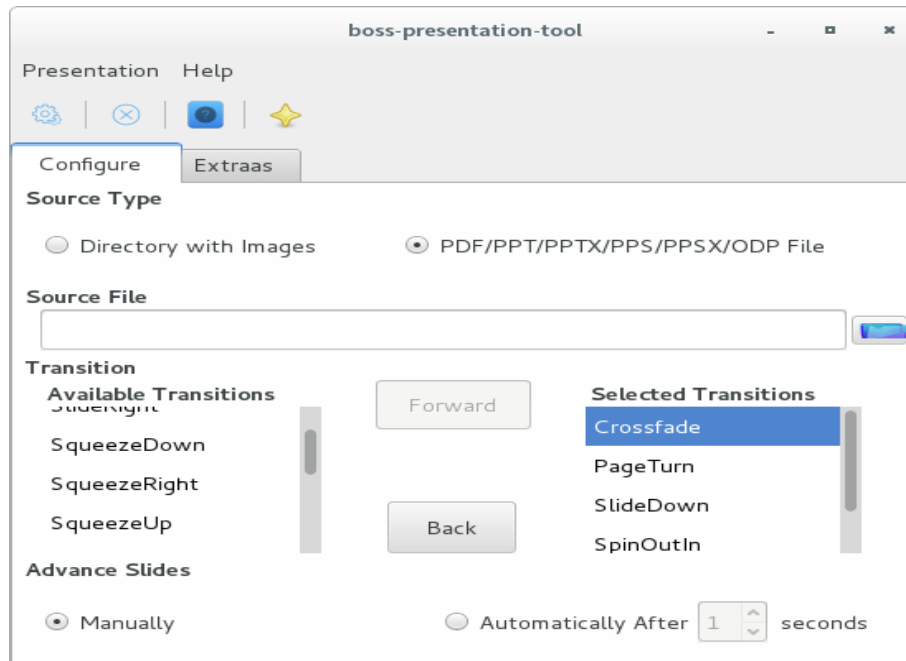 boss-presentation-tool
Presentation Help
Configure Extraas
Source Type
Directory with Images PDF/PPT/PPTX/PPS/PPSX/ODP File
Source File
Transition
Available Transitions Forward Selected Transitions
SlideRight Crossfade
SqueezeDown PageTurn
SqueezeRight SlideDown
SqueezeUp Back SpinOutIn
Advance Slides
Manually Automatically After 1 seconds